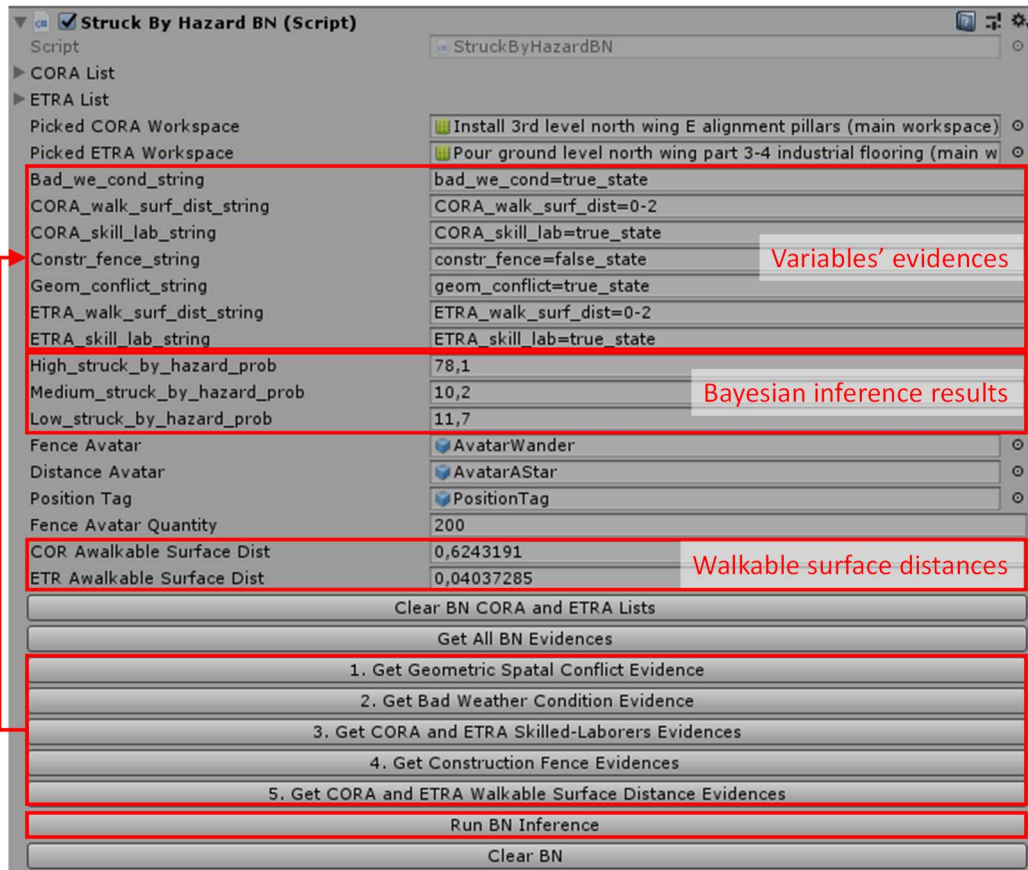 Struck By Hazard BN (Script)
Script StruckByHazardBN
CORA List
ETRA List
Picked CORA Workspace Install 3rd level north wing E alignment pillars (main workspace)
Picked ETRA Workspace Pour ground level north wing part 3-4 industrial flooring (main w
Bad_we_cond_string bad_we_cond=true_state
CORA_walk_surf_dist_string CORA_walk_surf_dist=0-2
CORA_skill_lab_string CORA_skill_lab=true_state
Constr_fence_string constr_fence=false_state Variables' evidences
Geom_conflict_string geom_conflict=true_state
ETRA_walk_surf_dist_string ETRA_walk_surf_dist=0-2
ETRA_skill_lab_string ETRA_skill_lab=true_state
High_struck_by_hazard_prob 78,1
Medium_struck_by_hazard_prob 10,2 Bayesian inference results
Low_struck_by_hazard_prob 11,7
Fence Avatar AvatarWander
Distance Avatar AvatarAStar
Position Tag PositionTag
Fence Avatar Quantity 200
COR Awalkable Surface Dist 0,6243191 Walkable surface distances
ETR Awalkable Surface Dist 0,04037285
Clear BN CORA and ETRA Lists
Get All BN Evidences
1. Get Geometric Spatal Conflict Evidence
2. Get Bad Weather Condition Evidence
3. Get CORA and ETRA Skilled-Laborers Evidences
4. Get Construction Fence Evidences
5. Get CORA and ETRA Walkable Surface Distance Evidences
Run BN Inference
Clear BN